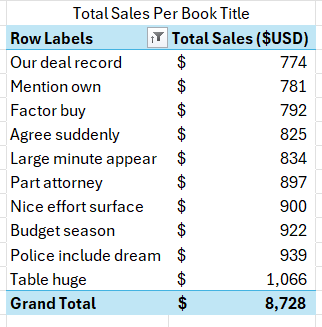 Total Sales Per Book Title
Row Labels Total Sales ($USD)
Our deal record $ 774
Mention own $ 781
Factor buy $ 792
Agree suddenly $ 825
Large minute appear $ 834
Part attorney $ 897
Nice effort surface $ 900
Budget season $ 922
Police include dream $ 939
Table huge $ 1,066
Grand Total $ 8,728